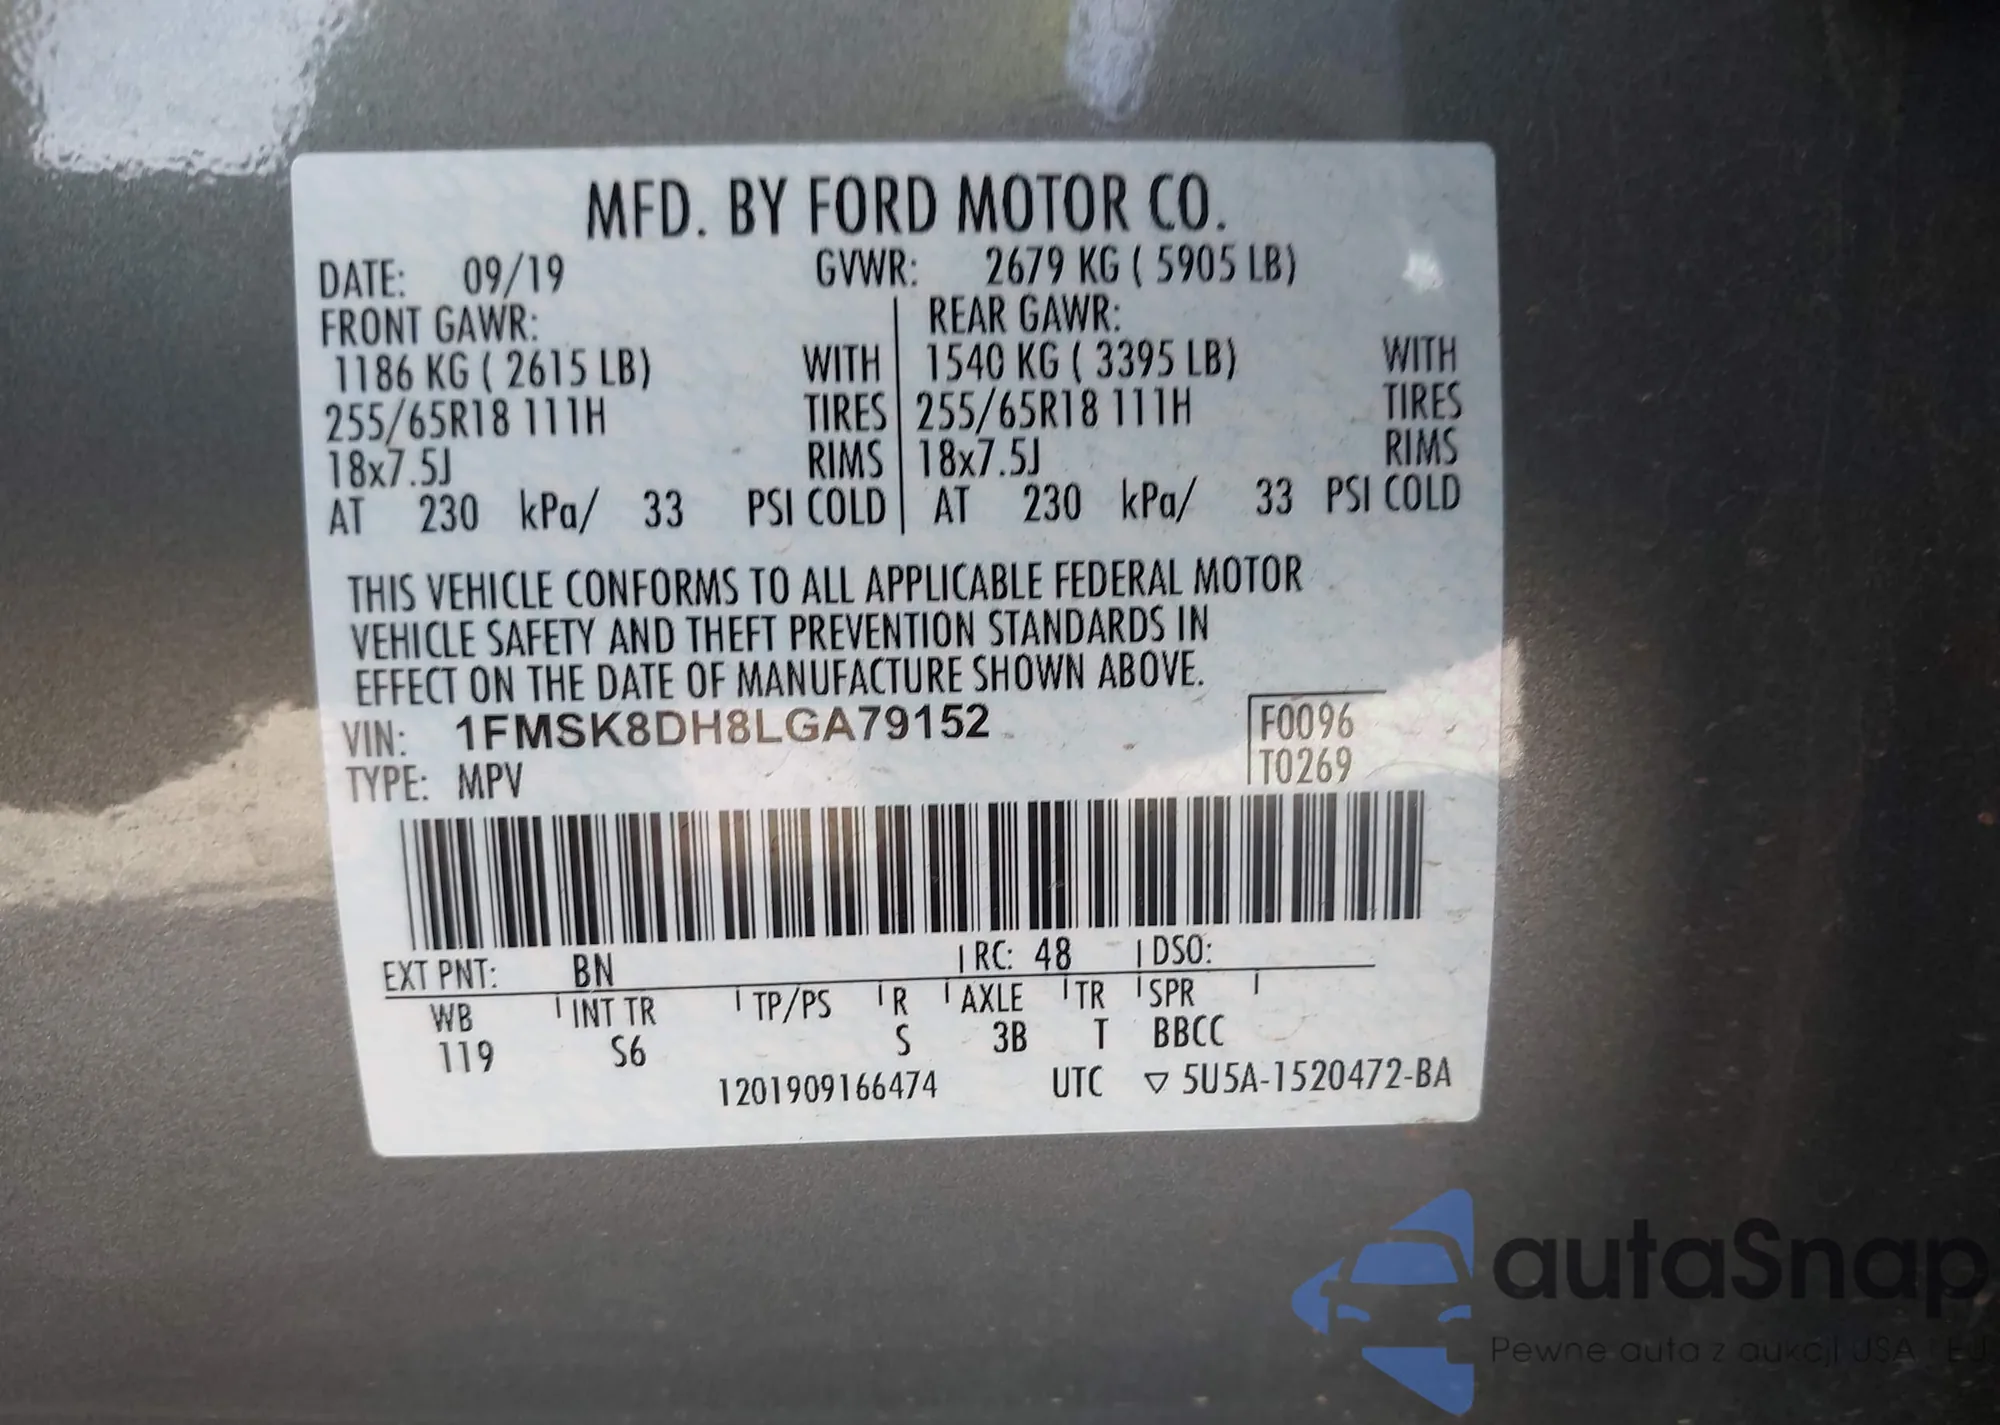 MFD. BY FORD MOTOR CO.
DATE: 09/19 GVWR: 2679 KG ( 5905 LB)
FRONT GAWR: REAR GAWR:
1186 KG ( 2615 LB) WITH 1540 KG ( 3395 LB) WITH
255/65R18 111H TIRES 255/65R18 111H TIRES
18x7.5J RIMS 18x7.5J RIMS
AT 230 kPa/ 33 PSI COLD AT 230 kPa/ 33 PSI COLD
THIS VEHICLE CONFORMS TO ALL APPLICABLE FEDERAL MOTOR
VEHICLE SAFETY AND THEFT PREVENTION STANDARDS IN
EFFECT ON THE DATE OF MANUFACTURE SHOWN ABOVE.
VIN: 1FMSK8DH8LGA79152 F0096
TYPE: MPV T0269
EXT PNT: BN RC: 48 DSO:
WB INT TR TP/PS R AXLE TR SPR
119 S6 S 3B T BBCC
1201909166474 UTC ▽ 5U5A-1520472-BA
autaSnap
Pewne auta z aukcji USA i EU